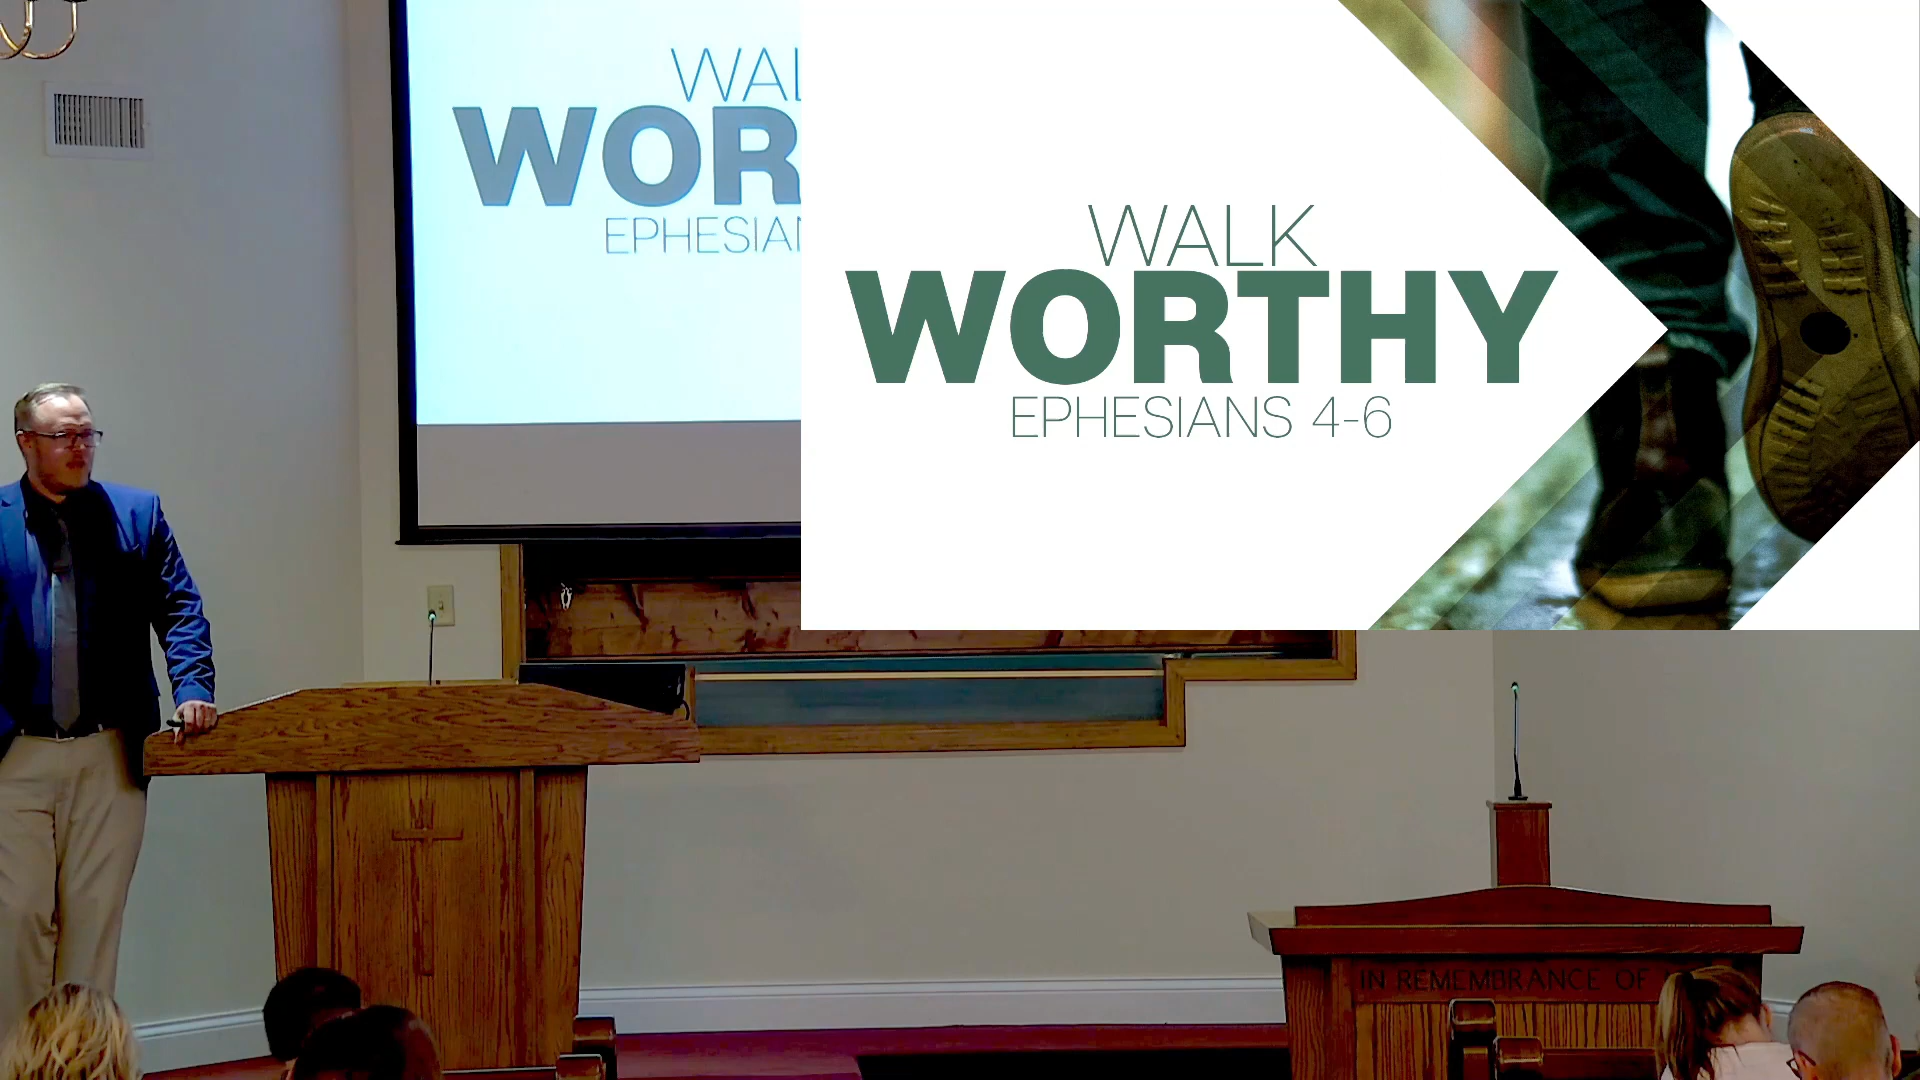 WAL
WOR
EPHESIAN
WALK
WORTHY
EPHESIANS 4-6
IN REMEMBRANCE OF